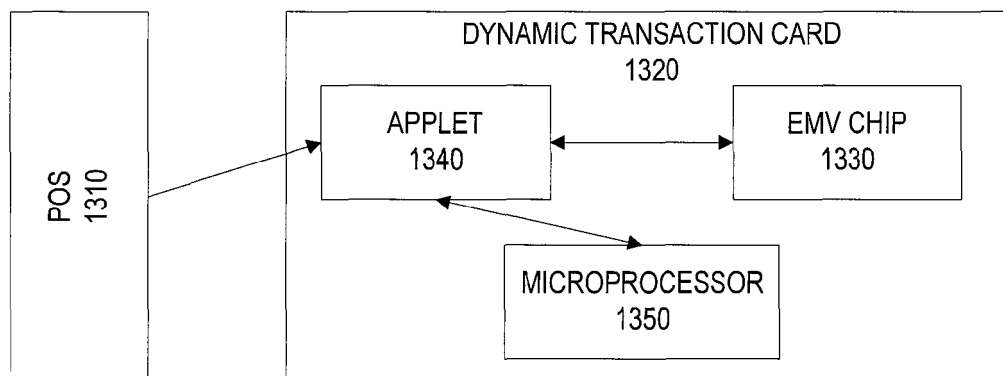 POS
1310
DYNAMIC TRANSACTION CARD
1320
APPLET
1340
EMV CHIP
1330
MICROPROCESSOR
1350